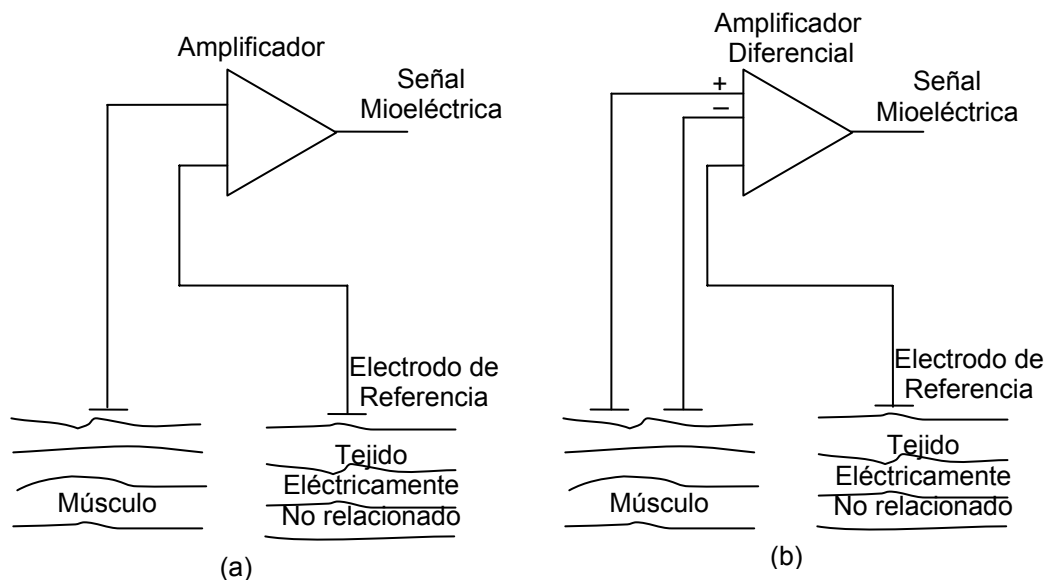 Amplificador
Señal
Mioeléctrica
Electrodo de
Referencia
Tejido
Eléctricamente
No relacionado
Músculo
(a)
Amplificador
Diferencial
+
–
Señal
Mioeléctrica
Electrodo de
Referencia
Tejido
Eléctricamente
No relacionado
Músculo
(b)